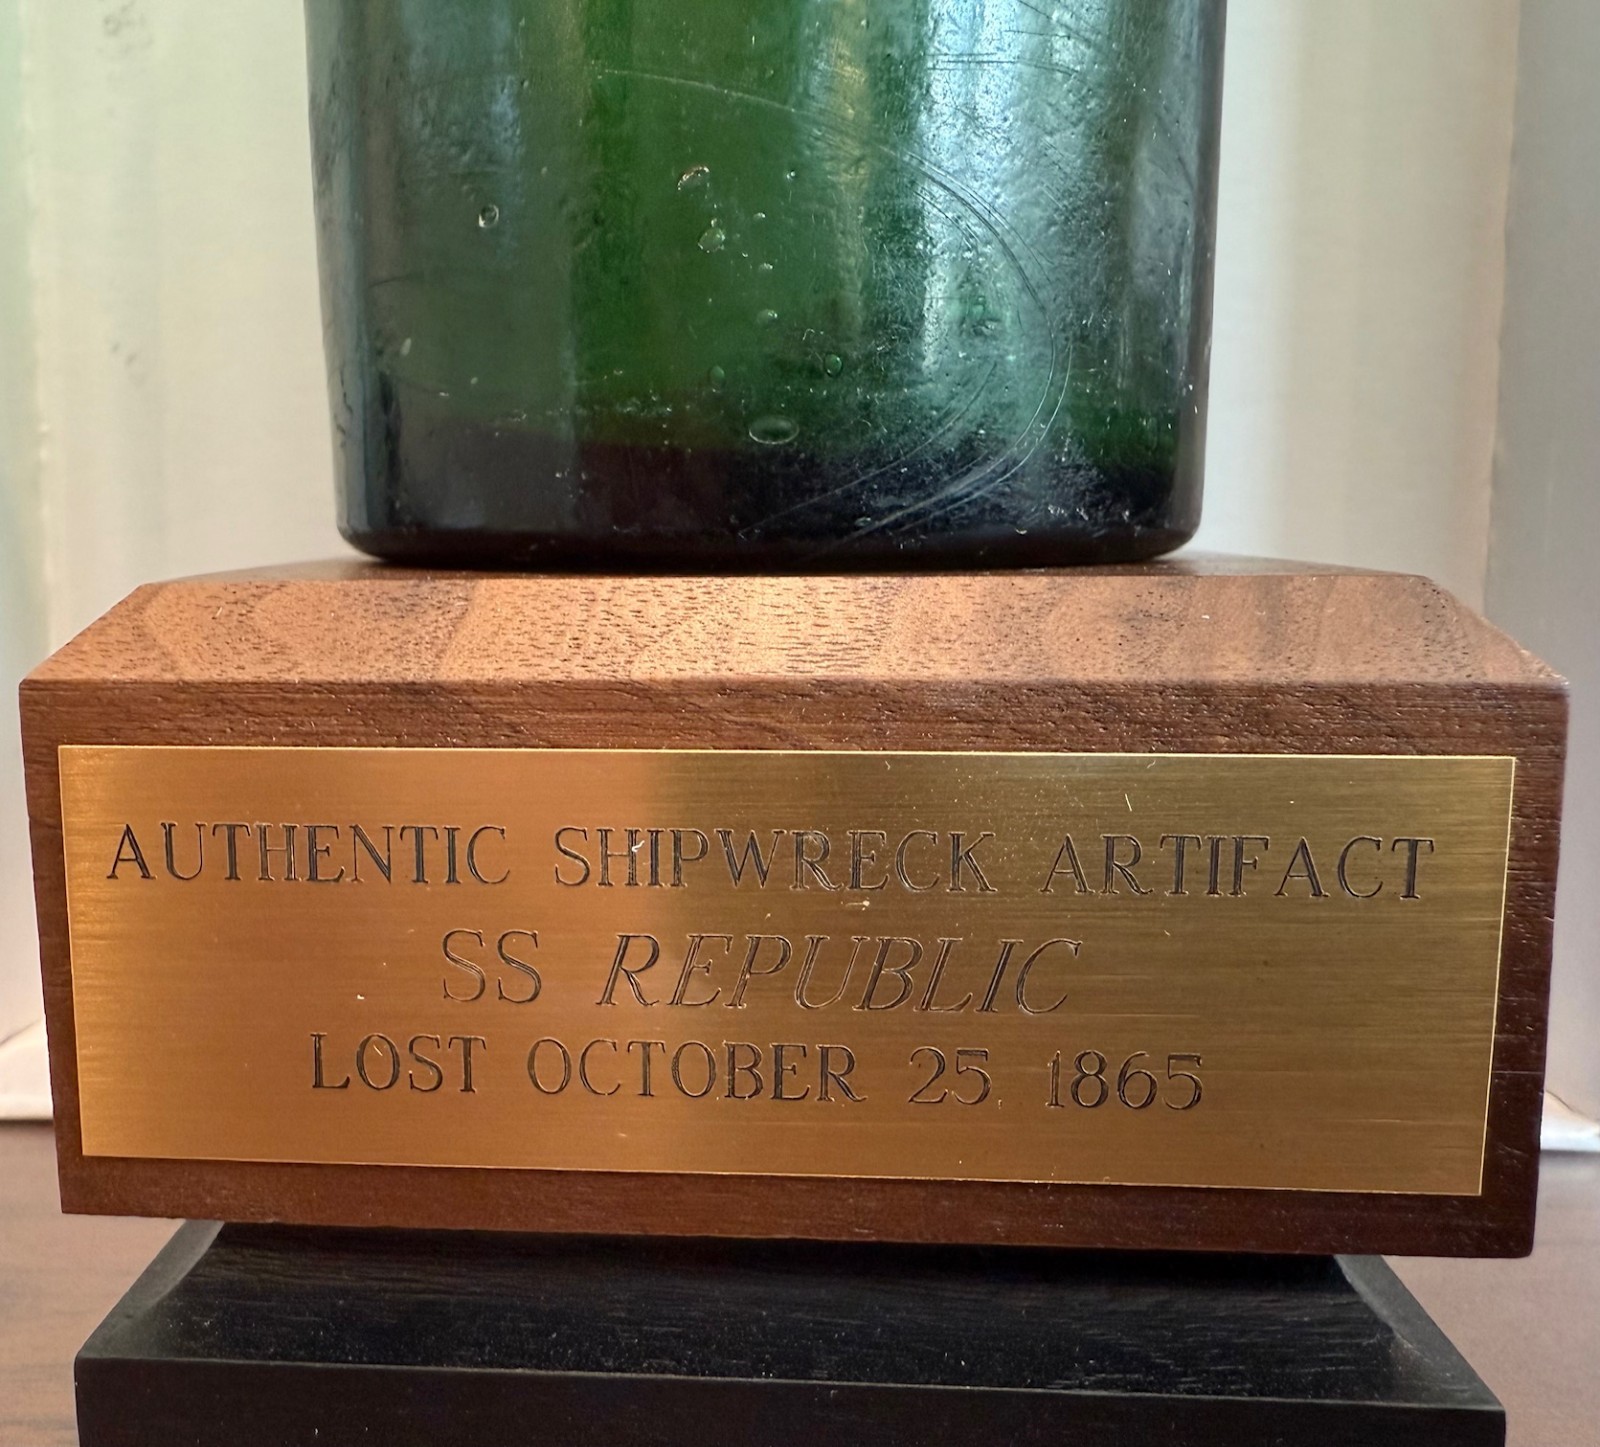 AUTHENTIC SHIPWRECK ARTIFACT
SS REPUBLIC
LOST OCTOBER 25, 1865